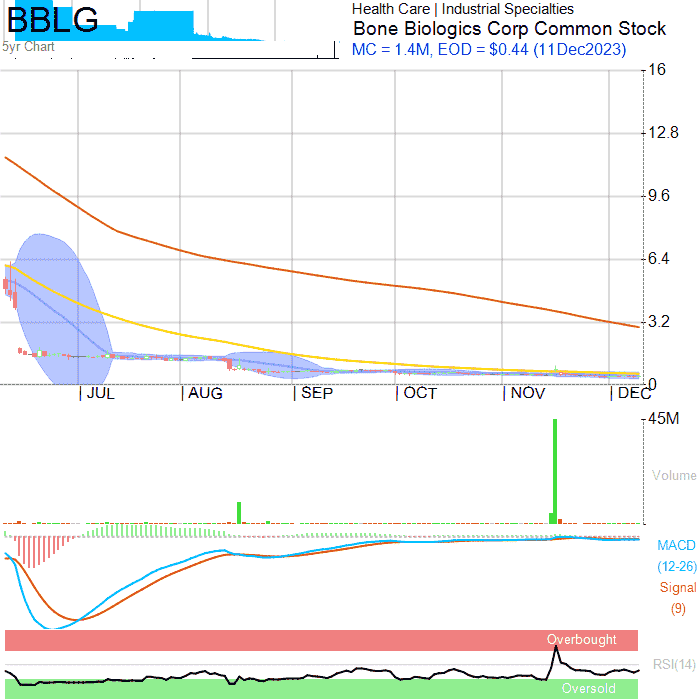 BBLG
Health Care | Industrial Specialties
Bone Biologics Corp Common Stock
5yr Chart
MC = 1.4M, EOD = $0.44 (11Dec2023)
16
12.8
9.6
6.4
3.2
0
JUL AUG SEP OCT NOV DEC
45M
Volume
MACD
(12-26)
Signal
(9)
Overbought
RSI(14)
Oversold